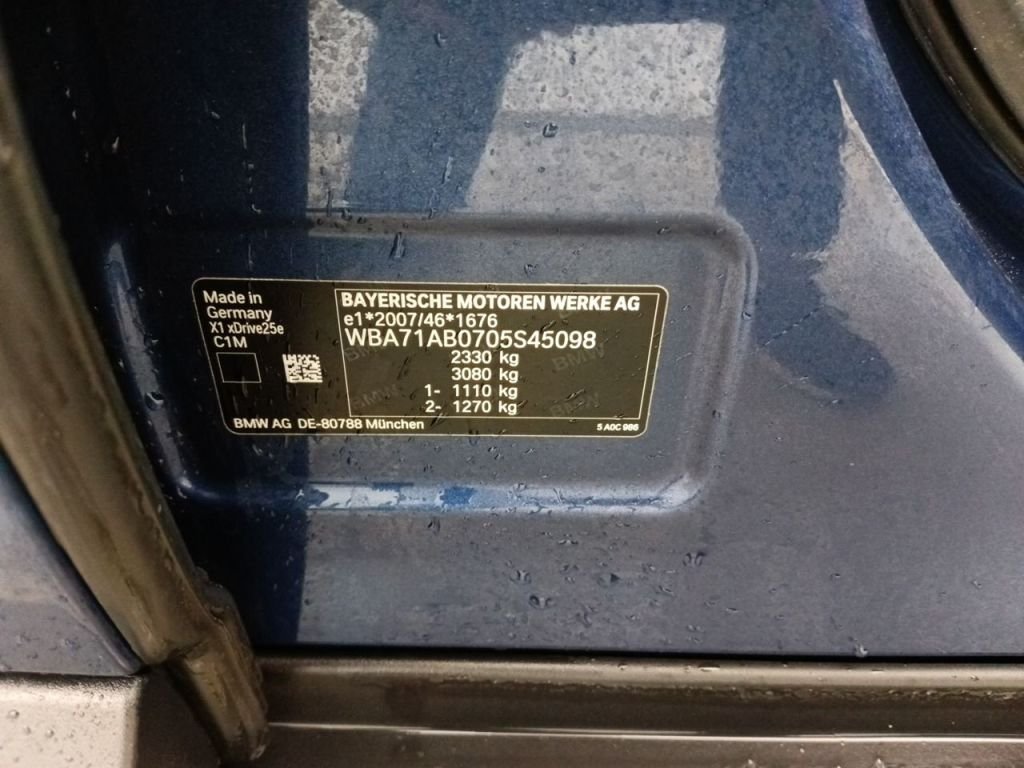 Made in
Germany
X1 xDrive25e
C1M
BAYERISCHE MOTOREN WERKE AG
e1*2007/46*1676
WBA71AB0705S45098
2330 kg
3080 kg
1- 1110 kg
2- 1270 kg
BMW AG DE-80788 München
5 A0C 986